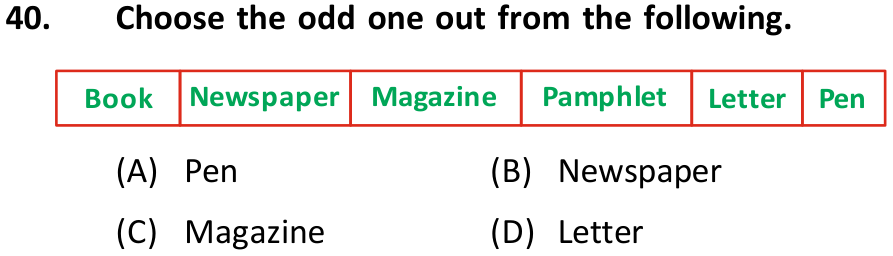 40. Choose the odd one out from the following.
Book Newspaper Magazine Pamphlet Letter Pen
(A) Pen (B) Newspaper
(C) Magazine (D) Letter